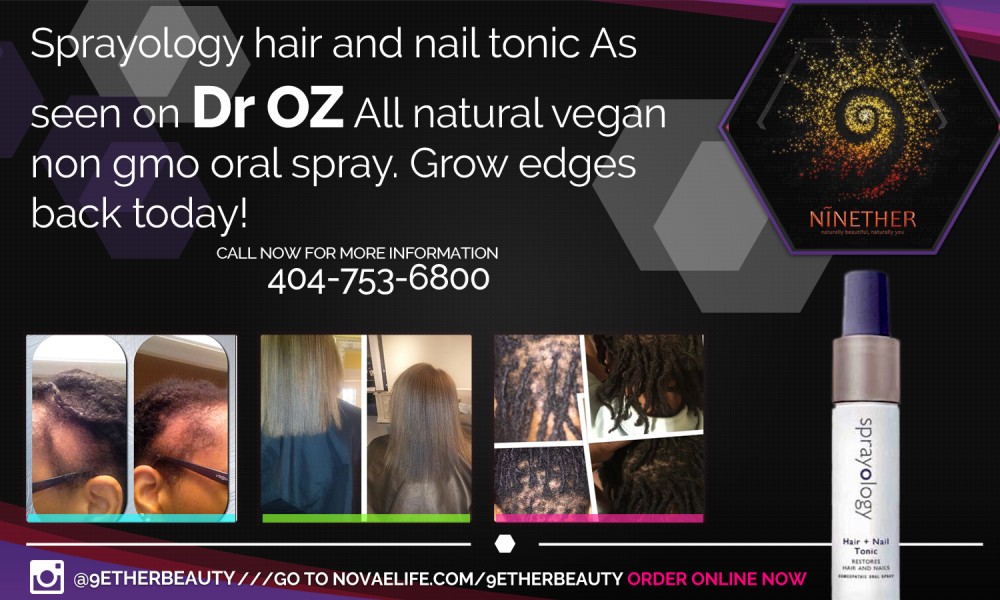 Sprayology hair and nail tonic As
seen on Dr OZ All natural vegan
non gmo oral spray. Grow edges
back today!
CALL NOW FOR MORE INFORMATION
404-753-6800
NINETHER
naturally beautiful, naturally you
sprayology
Hair + Nail
Tonic
RESTORES
HAIR AND NAILS
HOMEOPATHIC ORAL SPRAY
@9ETHERBEAUTY///GO TO NOVAELIFE.COM/9ETHERBEAUTY ORDER ONLINE NOW